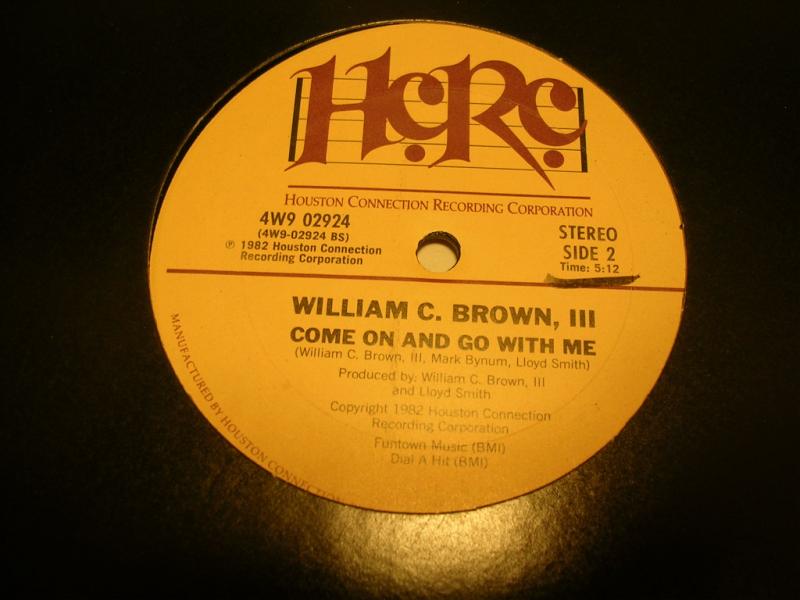 HcRc
HOUSTON CONNECTION RECORDING CORPORATION
4W9 02924
(4W9-02924 BS)
℗ 1982 Houston Connection
Recording Corporation
STEREO
SIDE 2
Time: 5:12
WILLIAM C. BROWN, III
COME ON AND GO WITH ME
(William C. Brown, III, Mark Bynum, Lloyd Smith)
Produced by: William C. Brown, III
and Lloyd Smith
Copyright 1982 Houston Connection
Recording Corporation
Funtown Music (BMI)
Dial A Hit (BMI)
MANUFACTURED BY HOUSTON CONNECTION